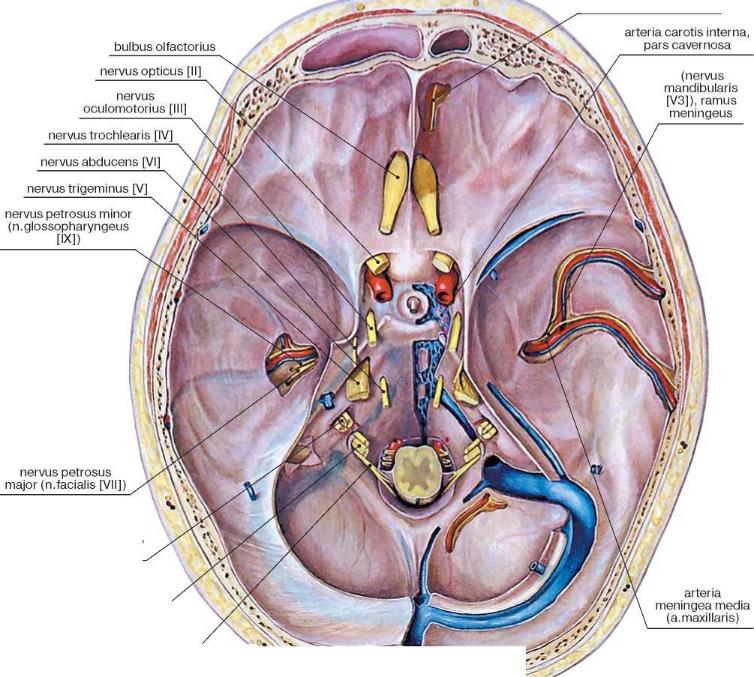 bulbus olfactorius
nervus opticus [II]
nervus
oculomotorius [III]
nervus trochlearis [IV]
nervus abducens [VI]
nervus trigeminus [V]
nervus petrosus minor
(n.glossopharyngeus
[IX])
nervus petrosus
major (n.facialis [VII])
arteria carotis interna,
pars cavernosa
(nervus
mandibularis
[V3]), ramus
meningeus
arteria
meningea media
(a.maxillaris)